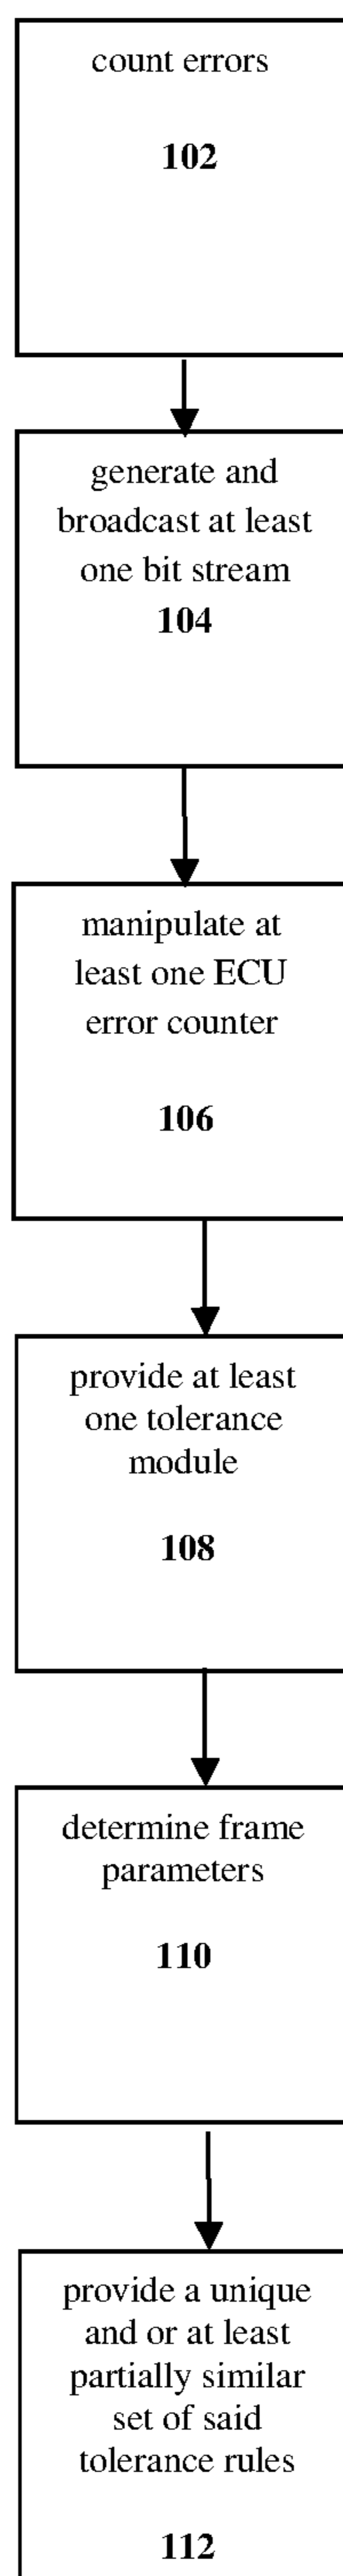 count errors
102
generate and
broadcast at least
one bit stream
104
manipulate at
least one ECU
error counter
106
provide at least
one tolerance
module
108
determine frame
parameters
110
provide a unique
and or at least
partially similar
set of said
tolerance rules
112